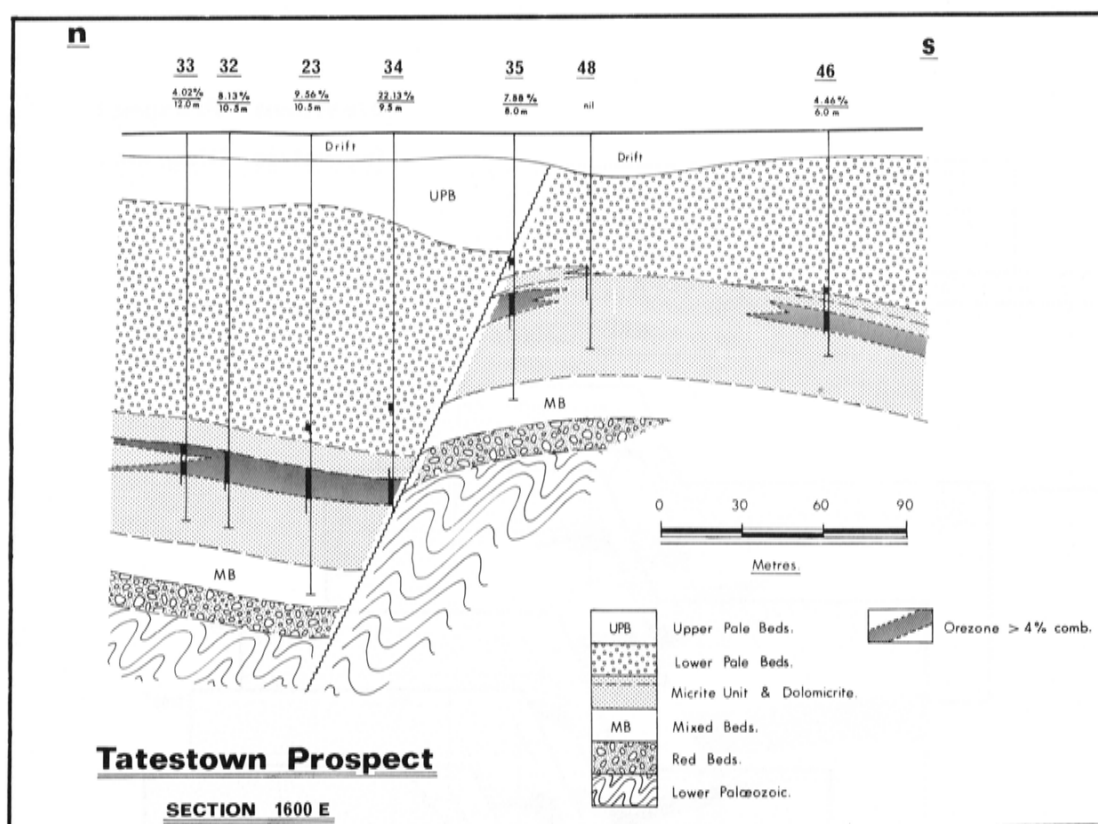 n
s
33 32 23 34 35 48 46
4.02% 8.13% 9.56% 22.13% 7.88% nil 4.46%
12.0m 10.5m 10.5m 9.5m 8.0m 6.0m
Drift
Drift
UPB
MB
MB
0 30 60 90
Metres.
UPB Upper Pale Beds.
Orezone > 4% comb.
Lower Pale Beds.
Micrite Unit & Dolomicrite.
MB Mixed Beds.
Red Beds.
Lower Palæozoic.
Tatestown Prospect
SECTION 1600 E